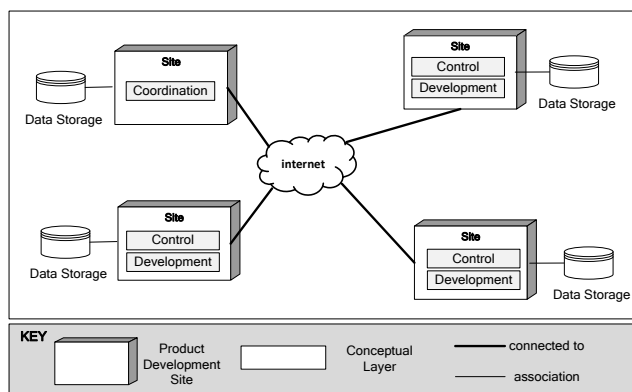 Site
Coordination
Data Storage
Site
Control
Development
Data Storage
internet
Site
Control
Development
Data Storage
Site
Control
Development
Data Storage
KEY
Product
Development
Site
Conceptual
Layer
connected to
association